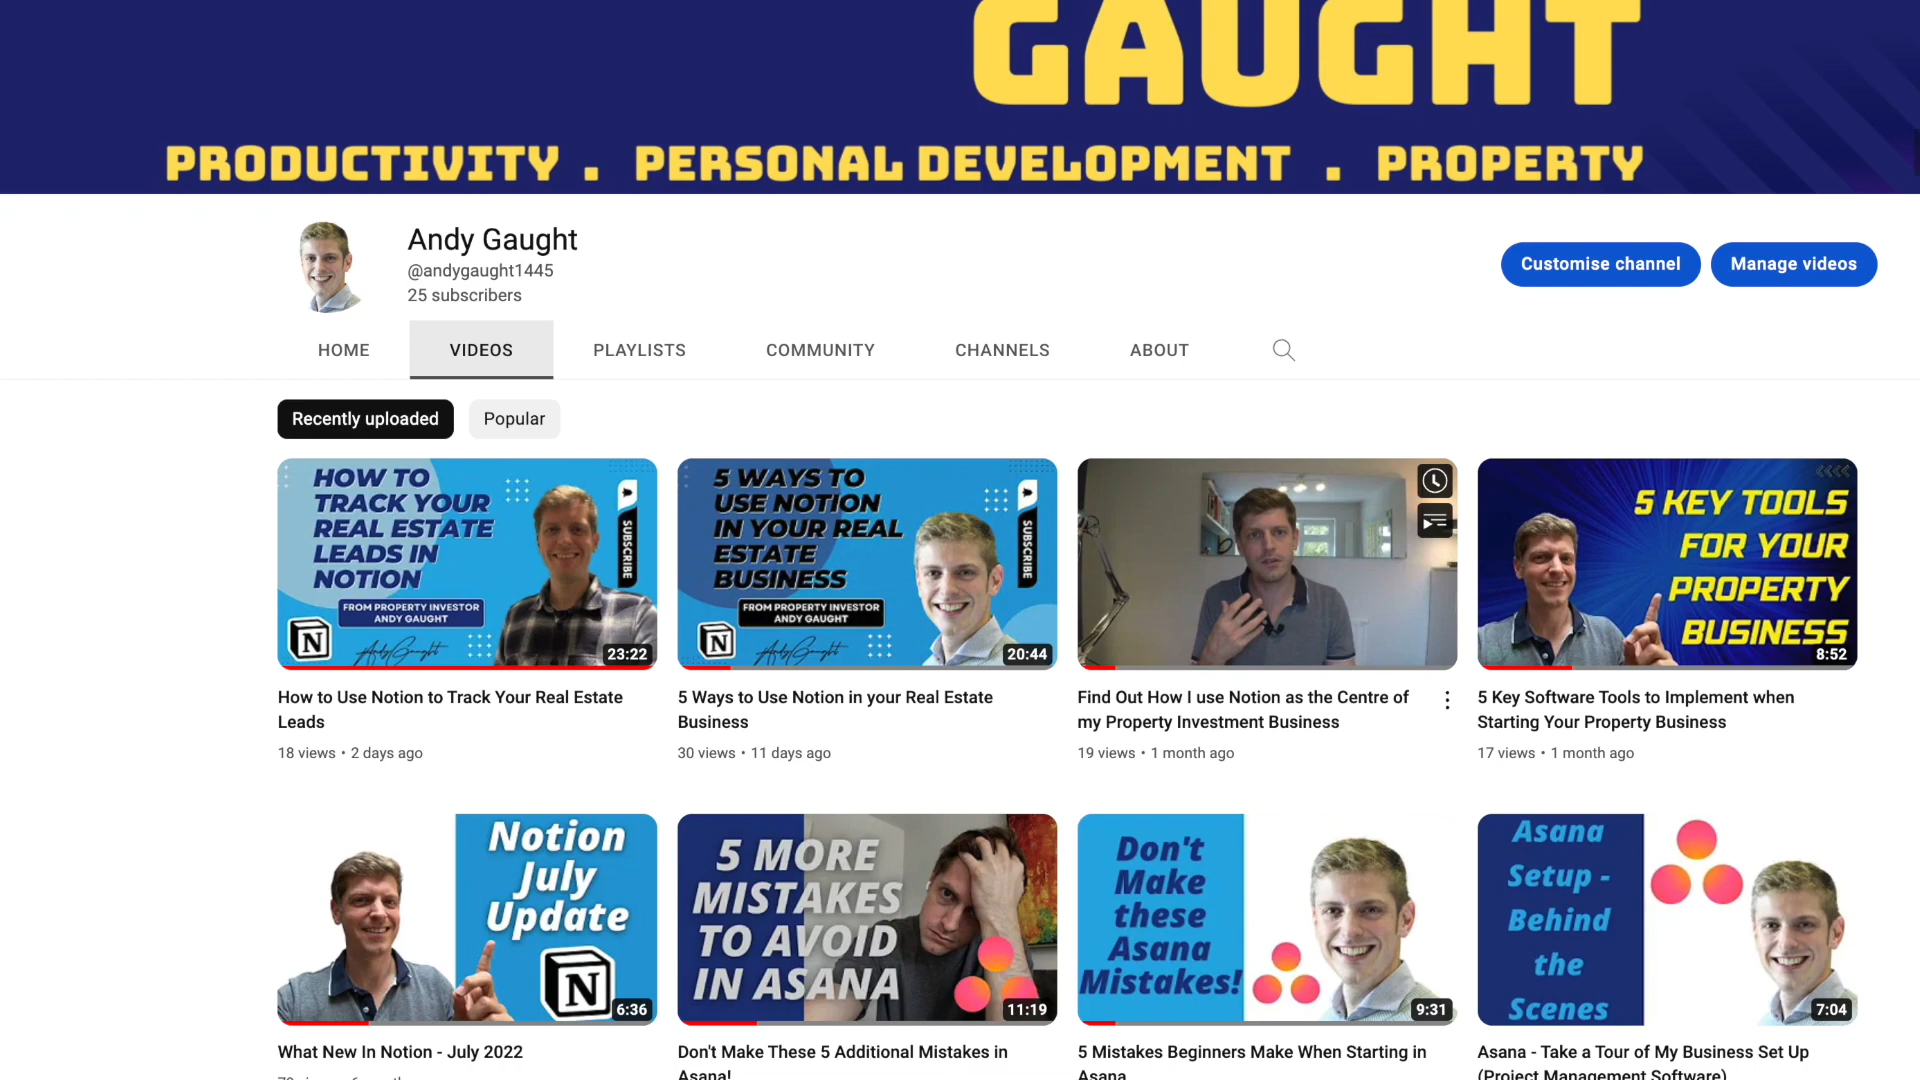 GAUGHT
PRODUCTIVITY . PERSONAL DEVELOPMENT . PROPERTY
Andy Gaught
@andygaught1445
25 subscribers
Customise channel
Manage videos
HOME
VIDEOS
PLAYLISTS
COMMUNITY
CHANNELS
ABOUT
Recently uploaded
Popular
HOW TO
TRACK YOUR
REAL ESTATE
LEADS IN
NOTION
FROM PROPERTY INVESTOR
ANDY GAUGHT
SUBSCRIBE
N
Andy Gaught
23:22
How to Use Notion to Track Your Real Estate
Leads
18 views • 2 days ago
5 WAYS TO
USE NOTION
IN YOUR REAL
ESTATE
BUSINESS
FROM PROPERTY INVESTOR
ANDY GAUGHT
SUBSCRIBE
N
Andy Gaught
20:44
5 Ways to Use Notion in your Real Estate
Business
30 views • 11 days ago
Find Out How I use Notion as the Centre of
my Property Investment Business
19 views • 1 month ago
5 KEY TOOLS
FOR YOUR
PROPERTY
BUSINESS
8:52
5 Key Software Tools to Implement when
Starting Your Property Business
17 views • 1 month ago
Notion
July
Update
N
6:36
What New In Notion - July 2022
5 MORE
MISTAKES
TO AVOID
IN ASANA
11:19
Don't Make These 5 Additional Mistakes in
Asana!
Don't
Make
these
Asana
Mistakes!
9:31
5 Mistakes Beginners Make When Starting in
Asana
Asana
Setup -
Behind
the
Scenes
7:04
Asana - Take a Tour of My Business Set Up
(Project Management Software)